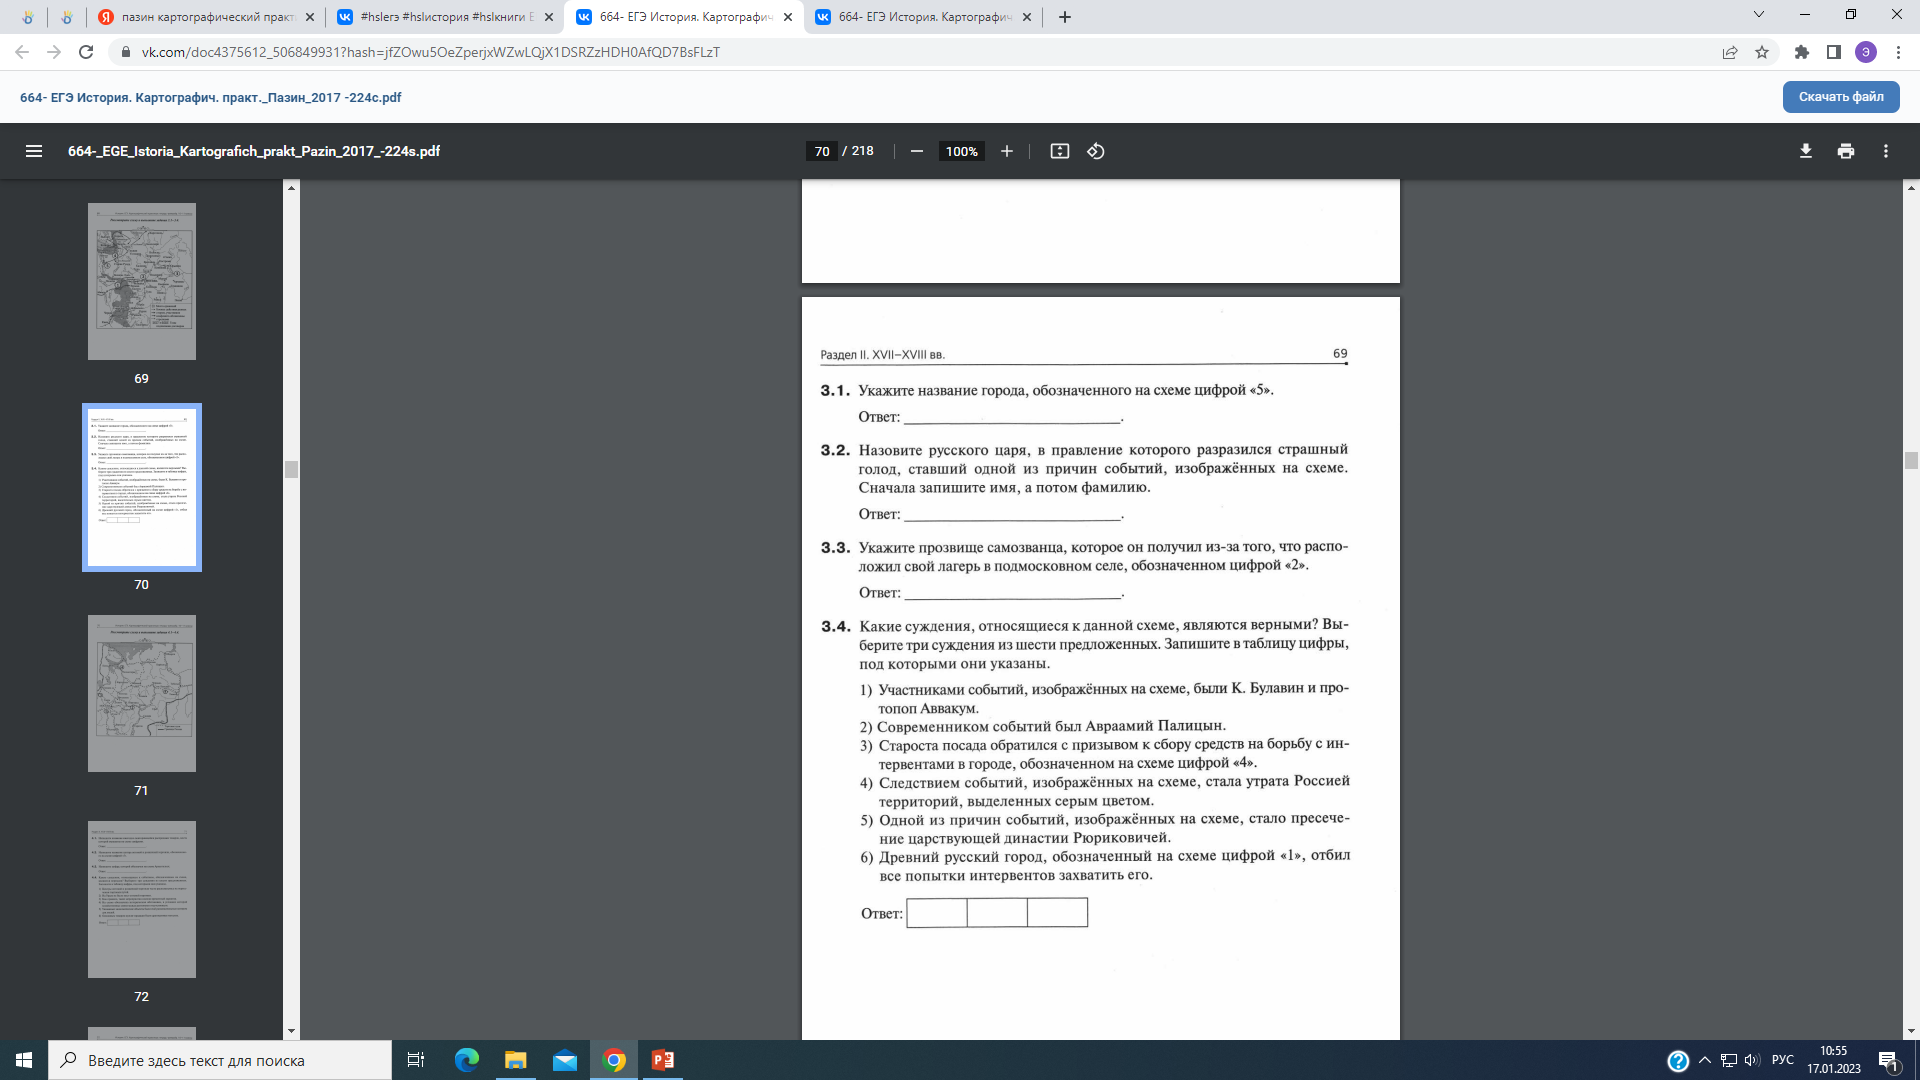 пазин картографический практ
#hslегэ #hslистория #hslкниги Е
664- ЕГЭ История. Картографич
664- ЕГЭ История. Картографич
vk.com/doc4375612_506849931?hash=jfZOwu5OeZperjxWZwLQjX1DSRZzHDH0AfQD7BsFLzT
Э
664- ЕГЭ История. Картографич. практ._Пазин_2017 -224с.pdf
Скачать файл
664-_EGE_Istoria_Kartografich_prakt_Pazin_2017_-224s.pdf
70 / 218
100%
69
70
71
72
Раздел II. XVII–XVIII вв.
69
3.1. Укажите название города, обозначенного на схеме цифрой «5».
Ответ: ______________________________.
3.2. Назовите русского царя, в правление которого разразился страшный
голод, ставший одной из причин событий, изображённых на схеме.
Сначала запишите имя, а потом фамилию.
Ответ: ______________________________.
3.3. Укажите прозвище самозванца, которое он получил из-за того, что распо-
ложил свой лагерь в подмосковном селе, обозначенном цифрой «2».
Ответ: ______________________________.
3.4. Какие суждения, относящиеся к данной схеме, являются верными? Вы-
берите три суждения из шести предложенных. Запишите в таблицу цифры,
под которыми они указаны.
1) Участниками событий, изображённых на схеме, были К. Булавин и про-
топоп Аввакум.
2) Современником событий был Авраамий Палицын.
3) Староста посада обратился с призывом к сбору средств на борьбу с ин-
тервентами в городе, обозначенном на схеме цифрой «4».
4) Следствием событий, изображённых на схеме, стала утрата Россией
территорий, выделенных серым цветом.
5) Одной из причин событий, изображённых на схеме, стало пресече-
ние царствующей династии Рюриковичей.
6) Древний русский город, обозначенный на схеме цифрой «1», отбил
все попытки интервентов захватить его.
Ответ:
Введите здесь текст для поиска
РУС
10:55
17.01.2023
1